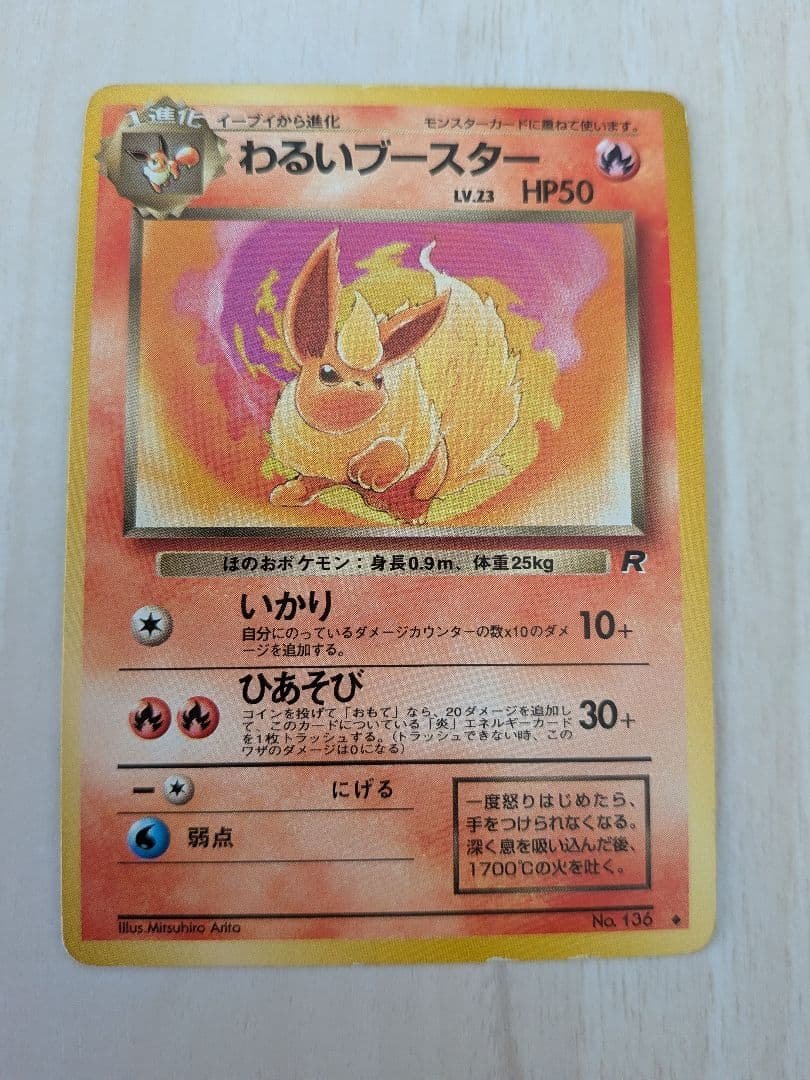 1進化 イーブイから進化 モンスターカードに重ねて使います。
わるいブースター
LV.23 HP50
ほのおポケモン：身長0.9m、体重25kg R
いかり
自分にのっているダメージカウンターの数x10のダメ
ージを追加する。
10+
ひあそび
コインを投げて「おもて」なら、20ダメージを追加し
て、このカードについている「炎」エネルギーカード
を1枚トラッシュする。（トラッシュできない時、この
ワザのダメージは0になる）
30+
にげる
弱点
一度怒りはじめたら、
手をつけられなくなる。
深く息を吸い込んだ後、
1700℃の火を吐く。
Illus.Mitsuhiro Arita No. 136